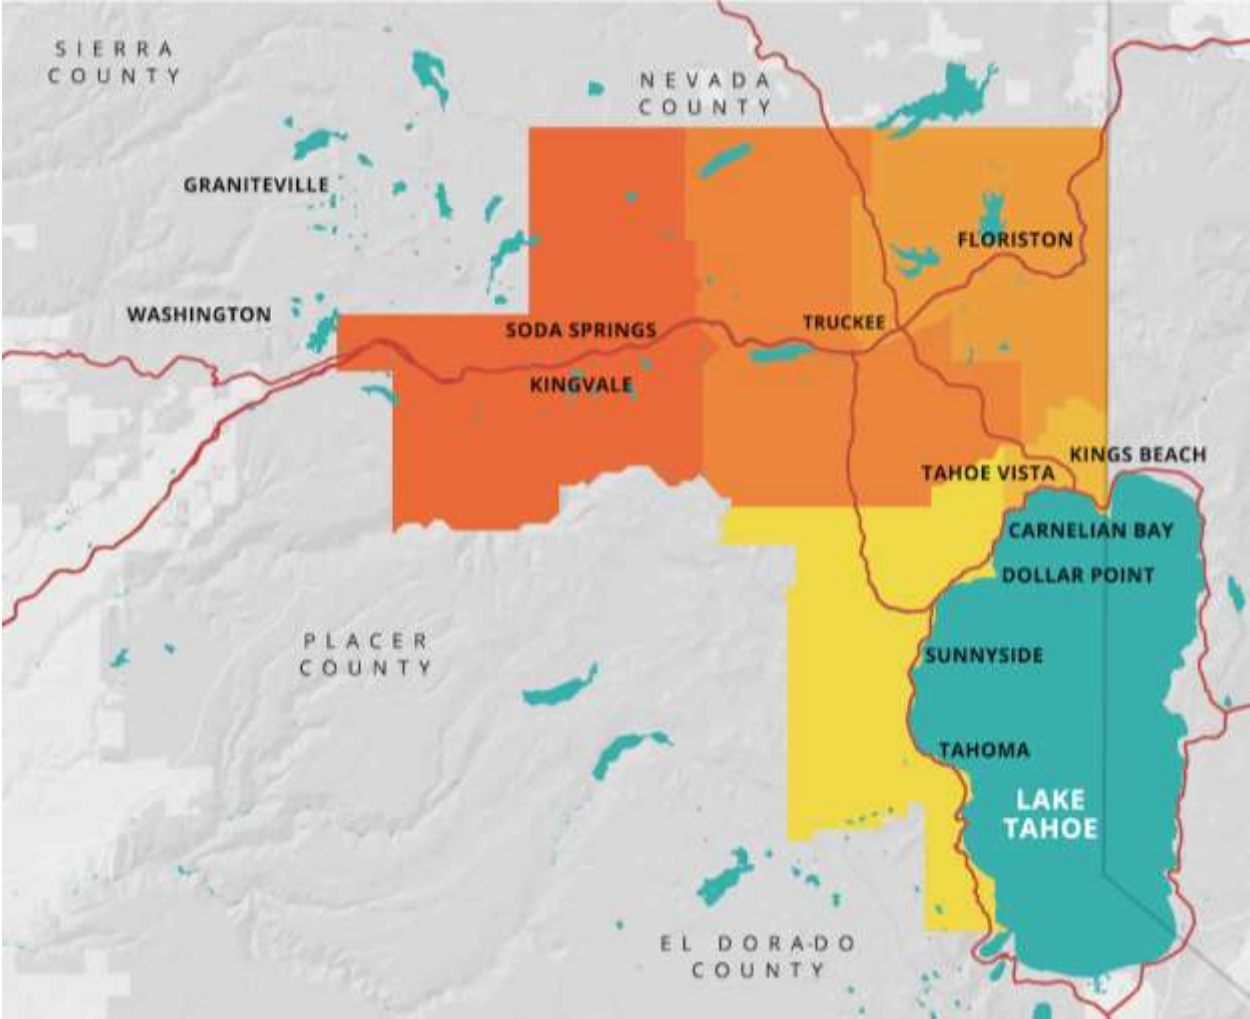 SIERRA
COUNTY
NEVADA
COUNTY
GRANITEVILLE
FLORISTON
WASHINGTON
SODA SPRINGS
TRUCKEE
KINGVALE
KINGS BEACH
TAHOE VISTA
CARNELIAN BAY
DOLLAR POINT
PLACER
COUNTY
SUNNYSIDE
TAHOMA
LAKE
TAHOE
EL DORADO
COUNTY